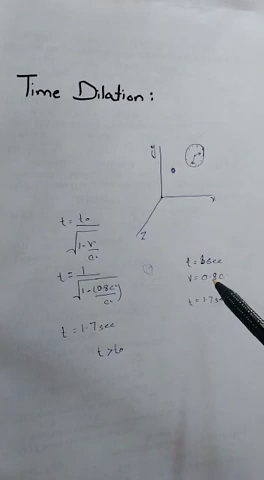 Time Dilation:
y
x
z
t = t₀
√1-v²
c²
t = 1
√1-(0.8c)²
c²
t = 1.7 sec
t > t₀
V = 0.8C
t = 1.7s